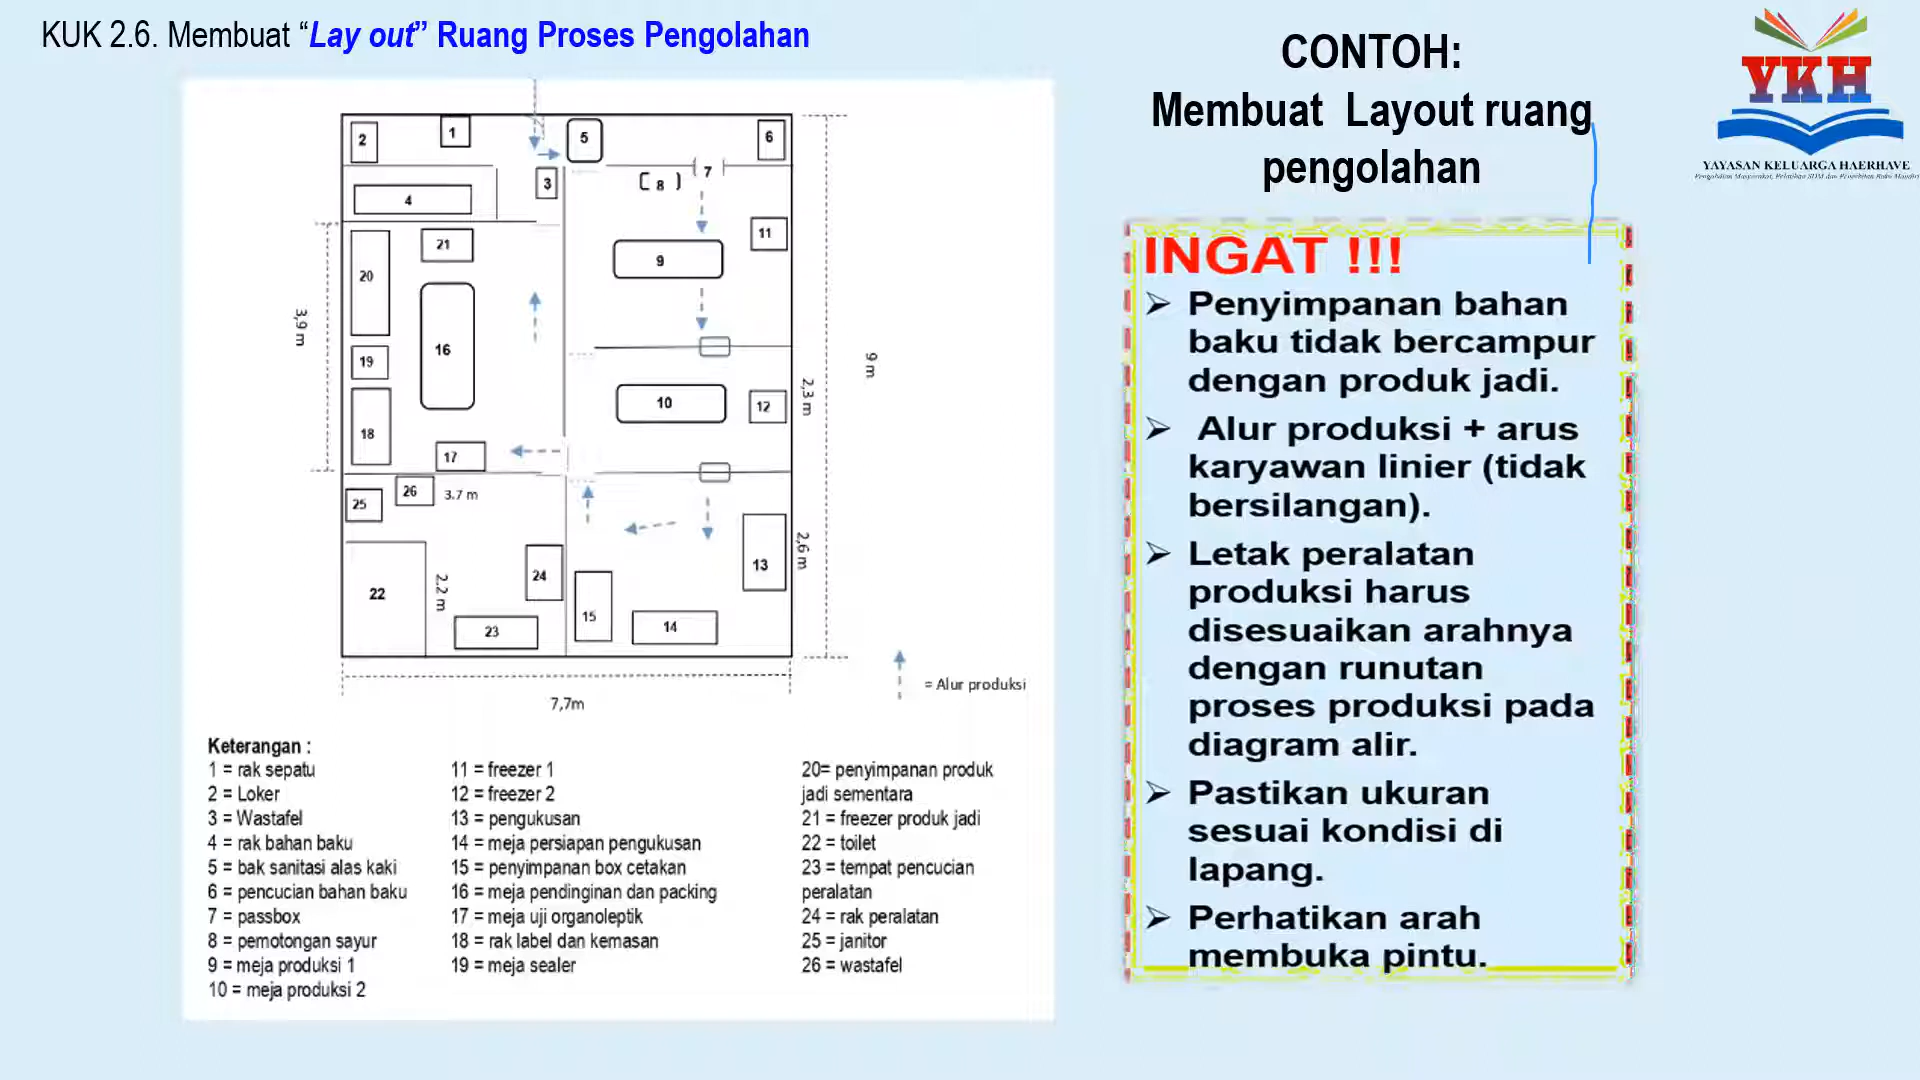 KUK 2.6. Membuat “Lay out” Ruang Proses Pengolahan
CONTOH:
Membuat Layout ruang
pengolahan
YKH
YAYASAN KELUARGA HAERHAVE
Pengabdian Masyarakat, Pelatihan SDM dan Penerbitan Buku Mandiri
2
1
5
6
3
7
8
4
21
11
9
20
3,9 m
16
9 m
19
10
12
2,3 m
18
17
25
26
3.7 m
24
13
2,6 m
22
2.2 m
15
23
14
7,7m
= Alur produksi
Keterangan :
1 = rak sepatu
2 = Loker
3 = Wastafel
4 = rak bahan baku
5 = bak sanitasi alas kaki
6 = pencucian bahan baku
7 = passbox
8 = pemotongan sayur
9 = meja produksi 1
10 = meja produksi 2
11 = freezer 1
12 = freezer 2
13 = pengukusan
14 = meja persiapan pengukusan
15 = penyimpanan box cetakan
16 = meja pendinginan dan packing
17 = meja uji organoleptik
18 = rak label dan kemasan
19 = meja sealer
20= penyimpanan produk
jadi sementara
21 = freezer produk jadi
22 = toilet
23 = tempat pencucian
peralatan
24 = rak peralatan
25 = janitor
26 = wastafel
INGAT !!!
➢ Penyimpanan bahan
baku tidak bercampur
dengan produk jadi.
➢ Alur produksi + arus
karyawan linier (tidak
bersilangan).
➢ Letak peralatan
produksi harus
disesuaikan arahnya
dengan runutan
proses produksi pada
diagram alir.
➢ Pastikan ukuran
sesuai kondisi di
lapang.
➢ Perhatikan arah
membuka pintu.